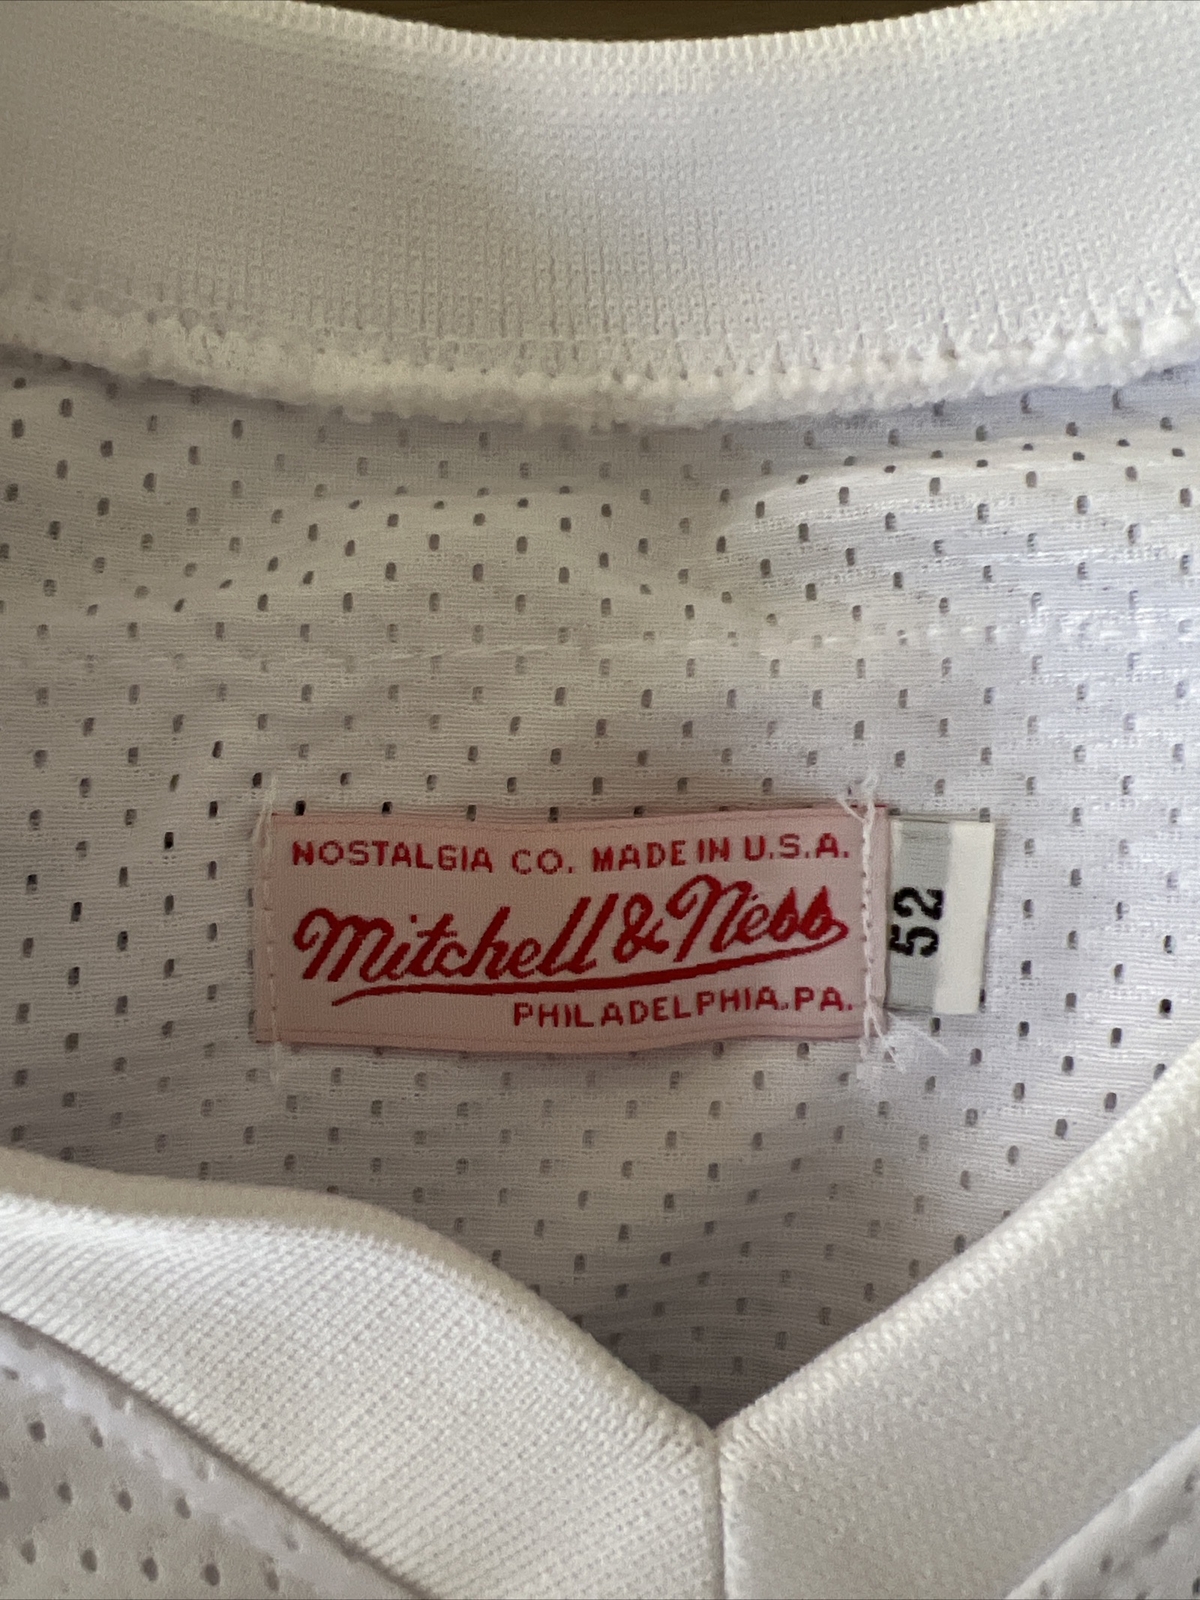 NOSTALGIA CO. MADE IN U.S.A.
Mitchell & Ness
PHILADELPHIA, PA.
52